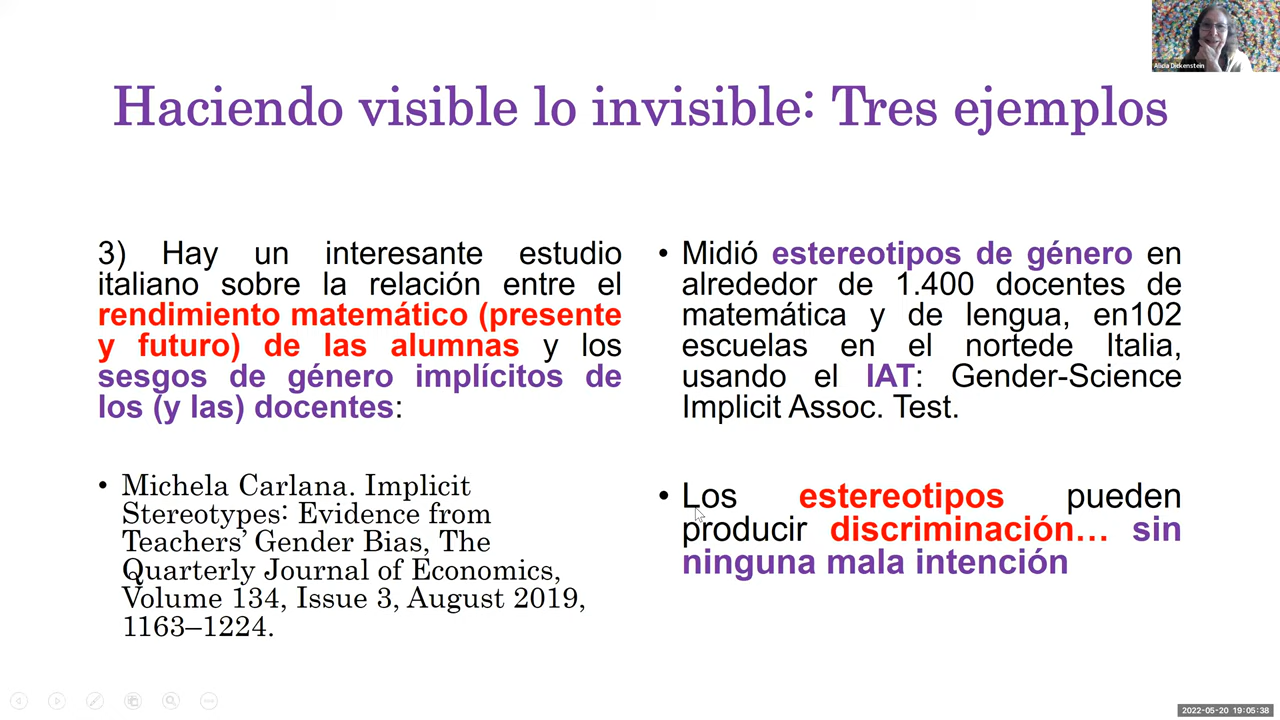 Alicia Dickenstein
Haciendo visible lo invisible: Tres ejemplos
3) Hay un interesante estudio
italiano sobre la relación entre el
rendimiento matemático (presente
y futuro) de las alumnas y los
sesgos de género implícitos de
los (y las) docentes:
• Michela Carlana. Implicit
Stereotypes: Evidence from
Teachers’ Gender Bias, The
Quarterly Journal of Economics,
Volume 134, Issue 3, August 2019,
1163–1224.
• Midió estereotipos de género en
alrededor de 1.400 docentes de
matemática y de lengua, en102
escuelas en el nortede Italia,
usando el IAT: Gender-Science
Implicit Assoc. Test.
• Los estereotipos pueden
producir discriminación… sin
ninguna mala intención
2022-05-20 19:05:38